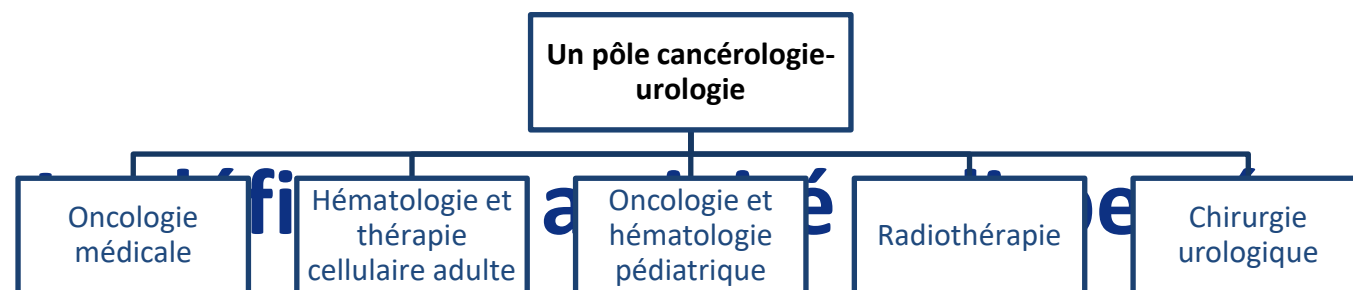 Un pôle cancérologie-
urologie
Oncologie
médicale
Hématologie et
thérapie
cellulaire adulte
Oncologie et
hématologie
pédiatrique
Radiothérapie
Chirurgie
urologique